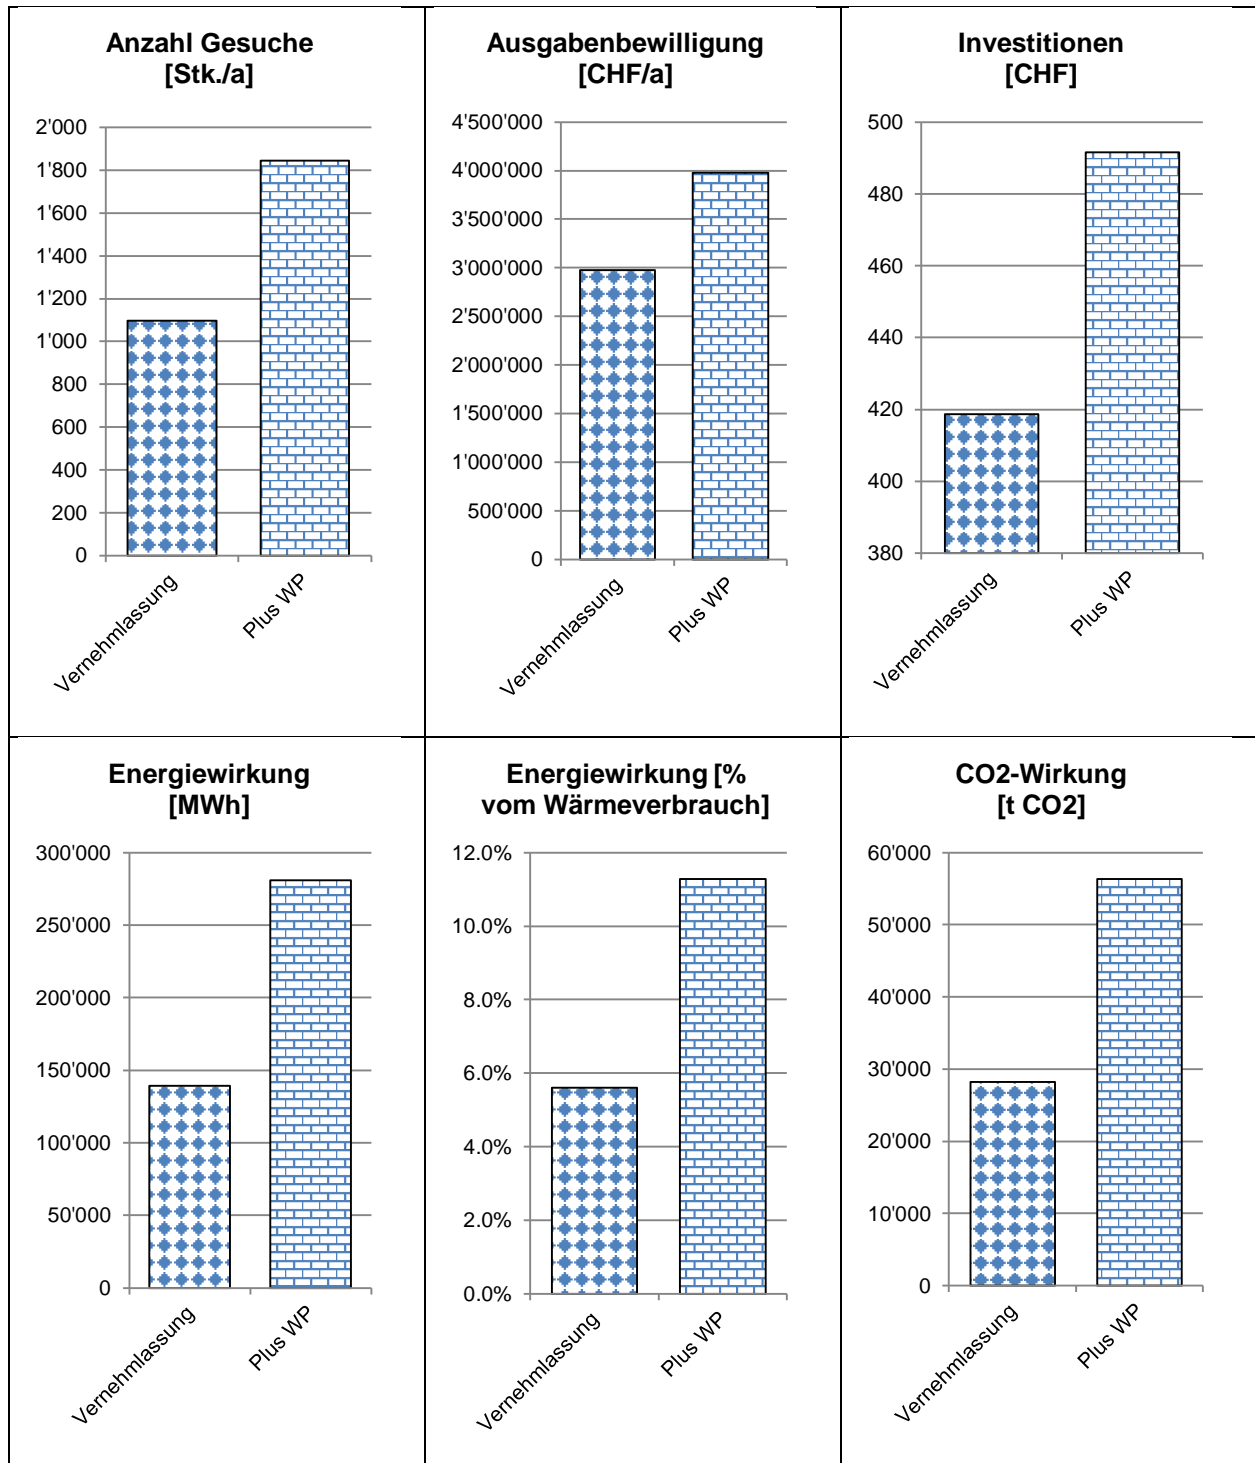 Anzahl Gesuche
[Stk./a]
2'000
1'800
1'600
1'400
1'200
1'000
800
600
400
200
0
Vernehmlassung
Plus WP
Ausgabenbewilligung
[CHF/a]
4'500'000
4'000'000
3'500'000
3'000'000
2'500'000
2'000'000
1'500'000
1'000'000
500'000
0
Vernehmlassung
Plus WP
Investitionen
[CHF]
500
480
460
440
420
400
380
Vernehmlassung
Plus WP
Energiewirkung
[MWh]
300'000
250'000
200'000
150'000
100'000
50'000
0
Vernehmlassung
Plus WP
Energiewirkung [%
vom Wärmeverbrauch]
12.0%
10.0%
8.0%
6.0%
4.0%
2.0%
0.0%
Vernehmlassung
Plus WP
CO2-Wirkung
[t CO2]
60'000
50'000
40'000
30'000
20'000
10'000
0
Vernehmlassung
Plus WP